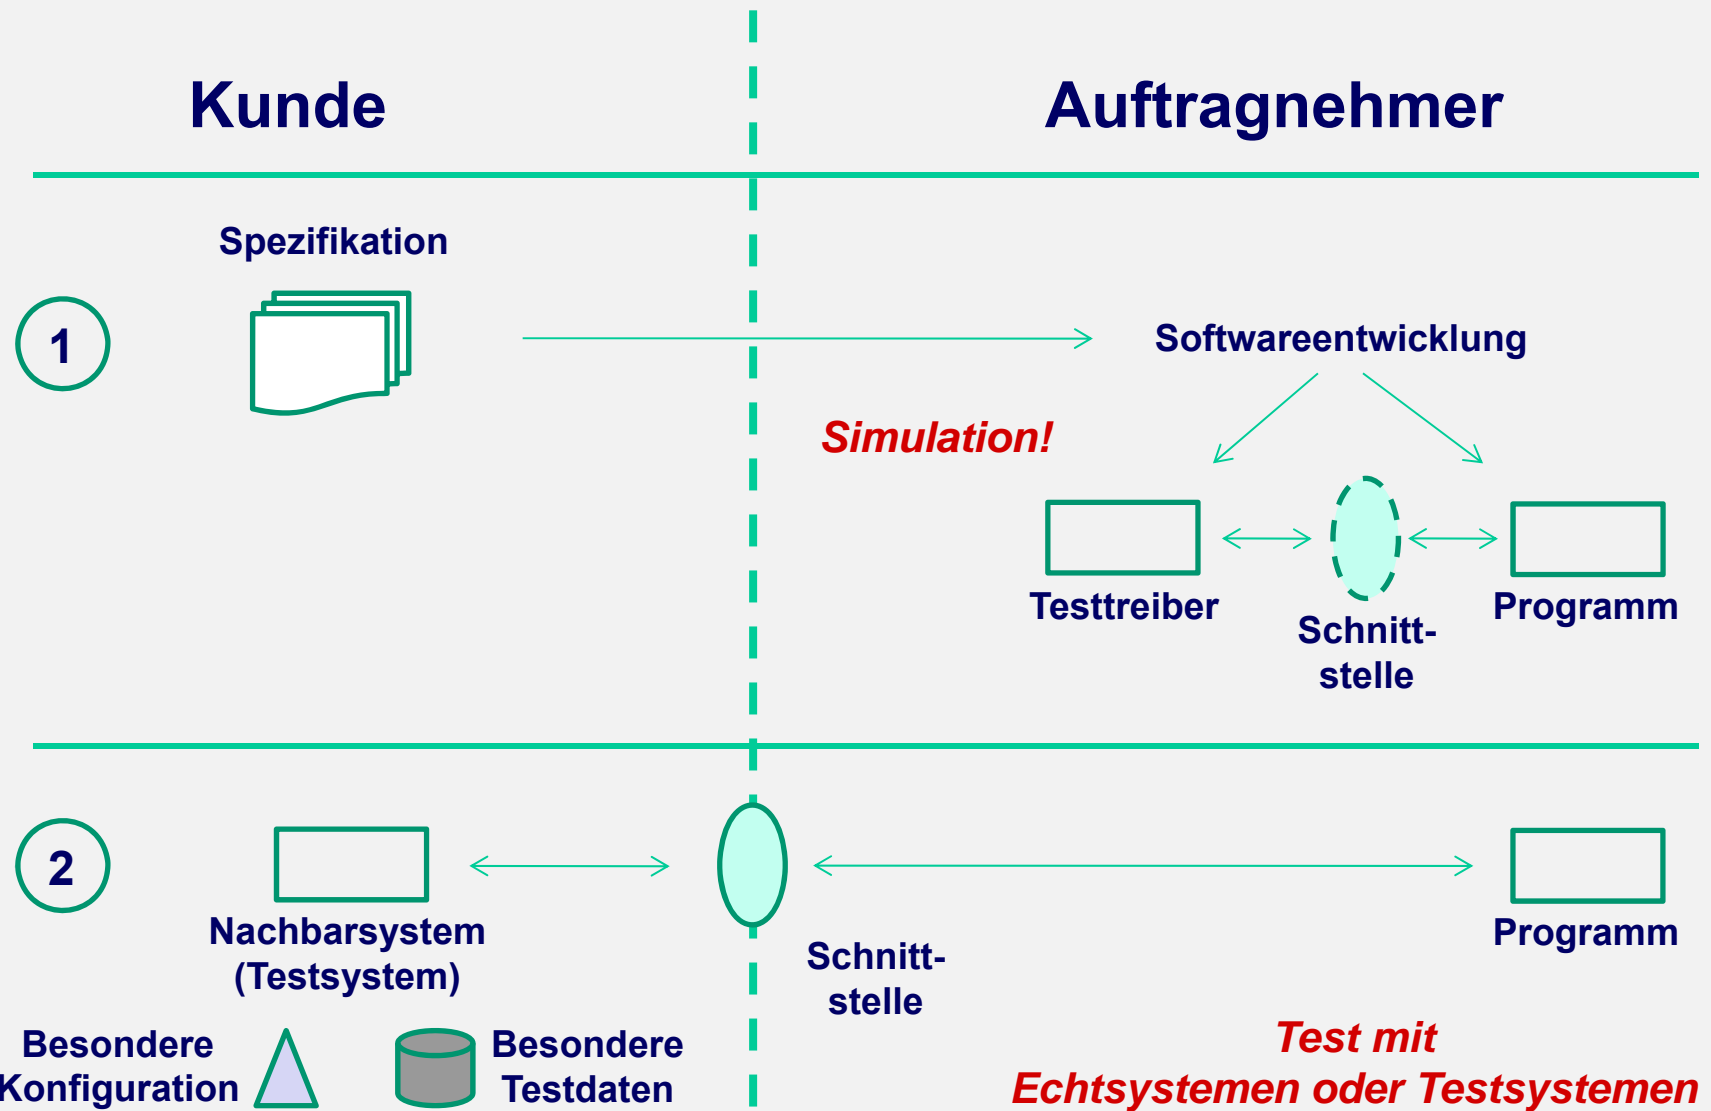 Kunde
Auftragnehmer
Spezifikation
1
Softwareentwicklung
Simulation!
Testtreiber
Schnitt-
stelle
Programm
2
Nachbarsystem
(Testsystem)
Schnitt-
stelle
Programm
Besondere
Konfiguration
Besondere
Testdaten
Test mit
Echtsystemen oder Testsystemen